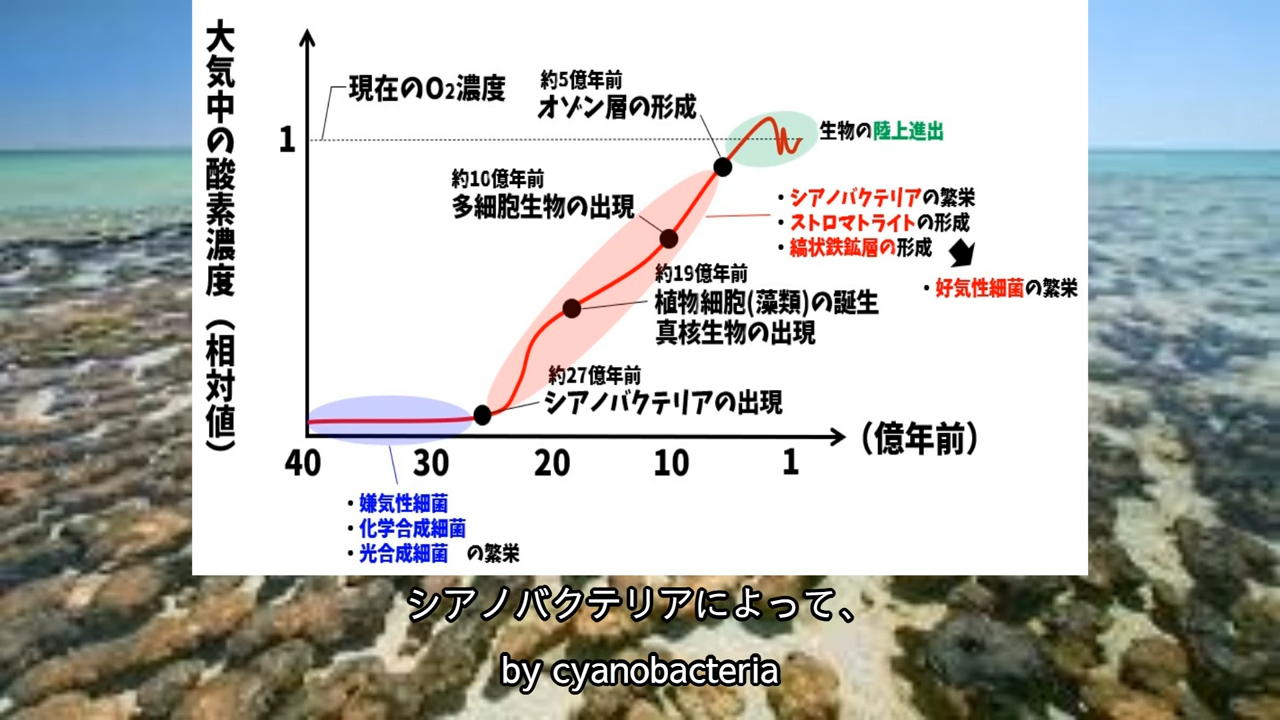 大気中の酸素濃度（相対値）
現在のO2濃度
約5億年前
オゾン層の形成
1
生物の陸上進出
約10億年前
多細胞生物の出現
・シアノバクテリアの繁栄
・ストロマトライトの形成
・縞状鉄鉱層の形成
・好気性細菌の繁栄
約19億年前
植物細胞(藻類)の誕生
真核生物の出現
約27億年前
シアノバクテリアの出現
40 30 20 10 1 （億年前）
・嫌気性細菌
・化学合成細菌
・光合成細菌 の繁栄
シアノバクテリアによって、
by cyanobacteria